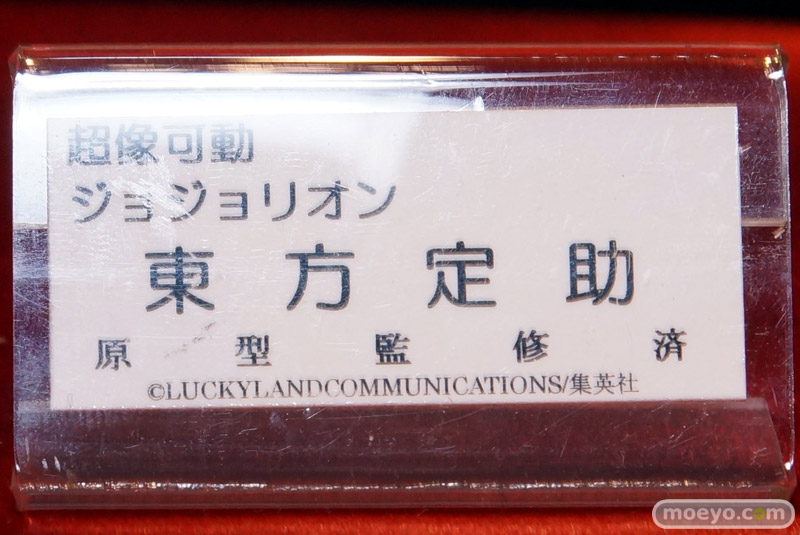 超像可動
ジョジョリオン
東方定助
原型監修済
©LUCKYLANDCOMMUNICATIONS/集英社
moeyo.com